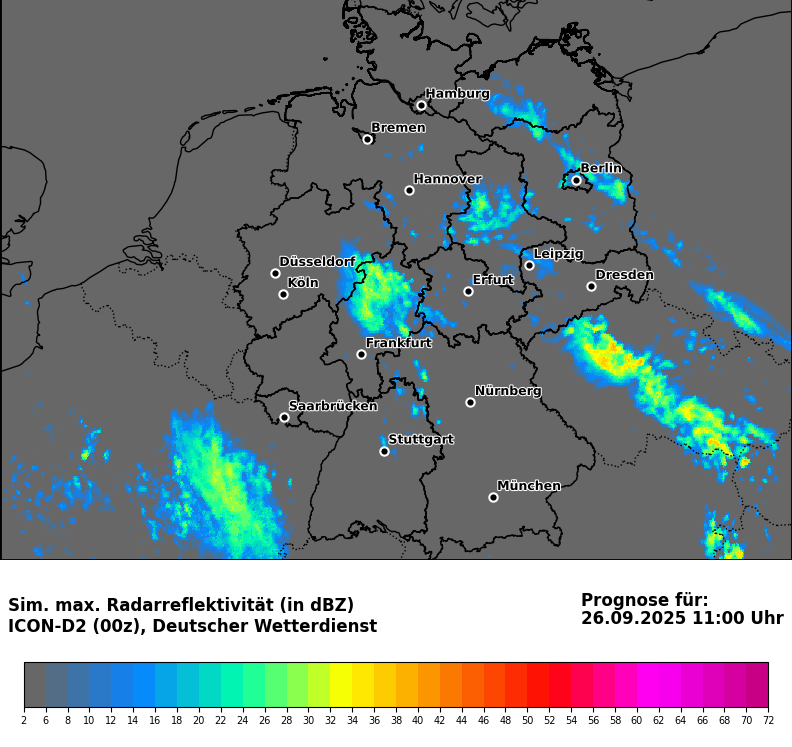 Hamburg
Bremen
Berlin
Hannover
Düsseldorf
Leipzig
Köln
Erfurt
Dresden
Frankfurt
Nürnberg
Saarbrücken
Stuttgart
München
Sim. max. Radarreflektivität (in dBZ)
ICON-D2 (00z), Deutscher Wetterdienst
Prognose für:
26.09.2025 11:00 Uhr
2 6 8 10 12 14 16 18 20 22 24 26 28 30 32 34 36 38 40 42 44 46 48 50 52 54 56 58 60 62 64 66 68 70 72